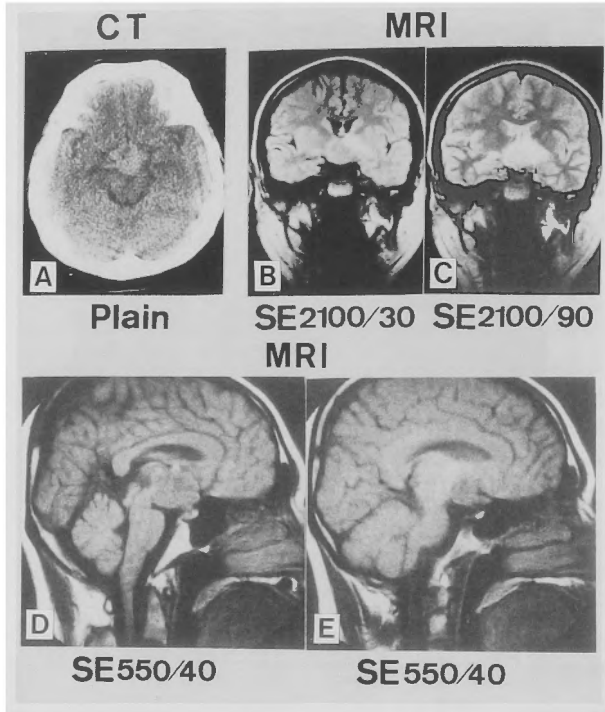 CT MRI
A B C
Plain SE2100/30 SE2100/90
MRI
D E
SE550/40 SE550/40